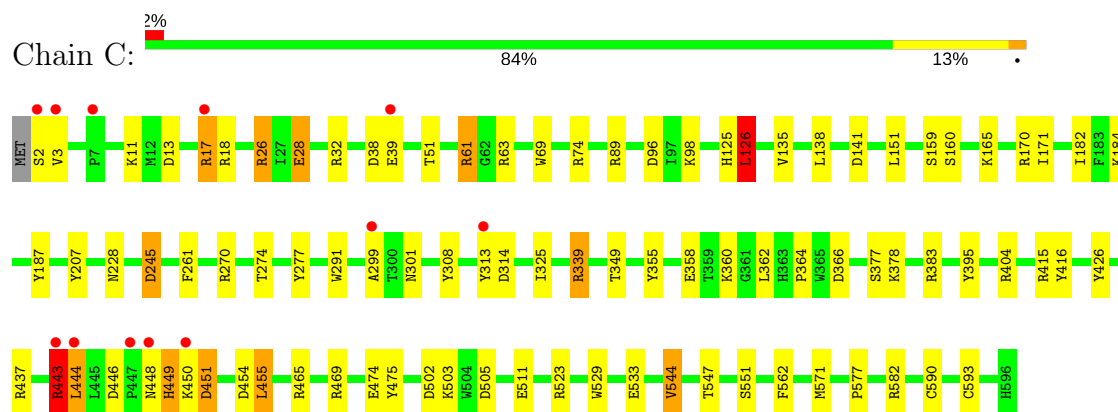 2%
Chain C:
84% 13% •
MET S2 V3 P7 K11 M12 D13 R17 R18 R26 I27 E28 R32 D38 E39 T51 R61 G62 R63 W69 R74 R89 D96 I97 K98 H125 L126 V135 L138 D141 L151 S159 S160 K165 R170 I171 I182 F183 K184
Y187 Y207 N228 D245 F261 R270 T274 Y277 W291 A299 T300 N301 Y308 Y313 D314 I325 R339 T349 Y355 E358 T359 K360 G361 L362 H363 P364 W365 D366 S377 K378 R383 Y395 R404 R415 Y416 Y426
R437 R443 L444 L445 D446 P447 N448 H449 K450 D451 D454 L455 R465 R469 E474 Y475 D502 K503 W504 D505 E511 R523 W529 E533 V544 T547 S551 F562 M571 P577 R582 C590 C593 H596